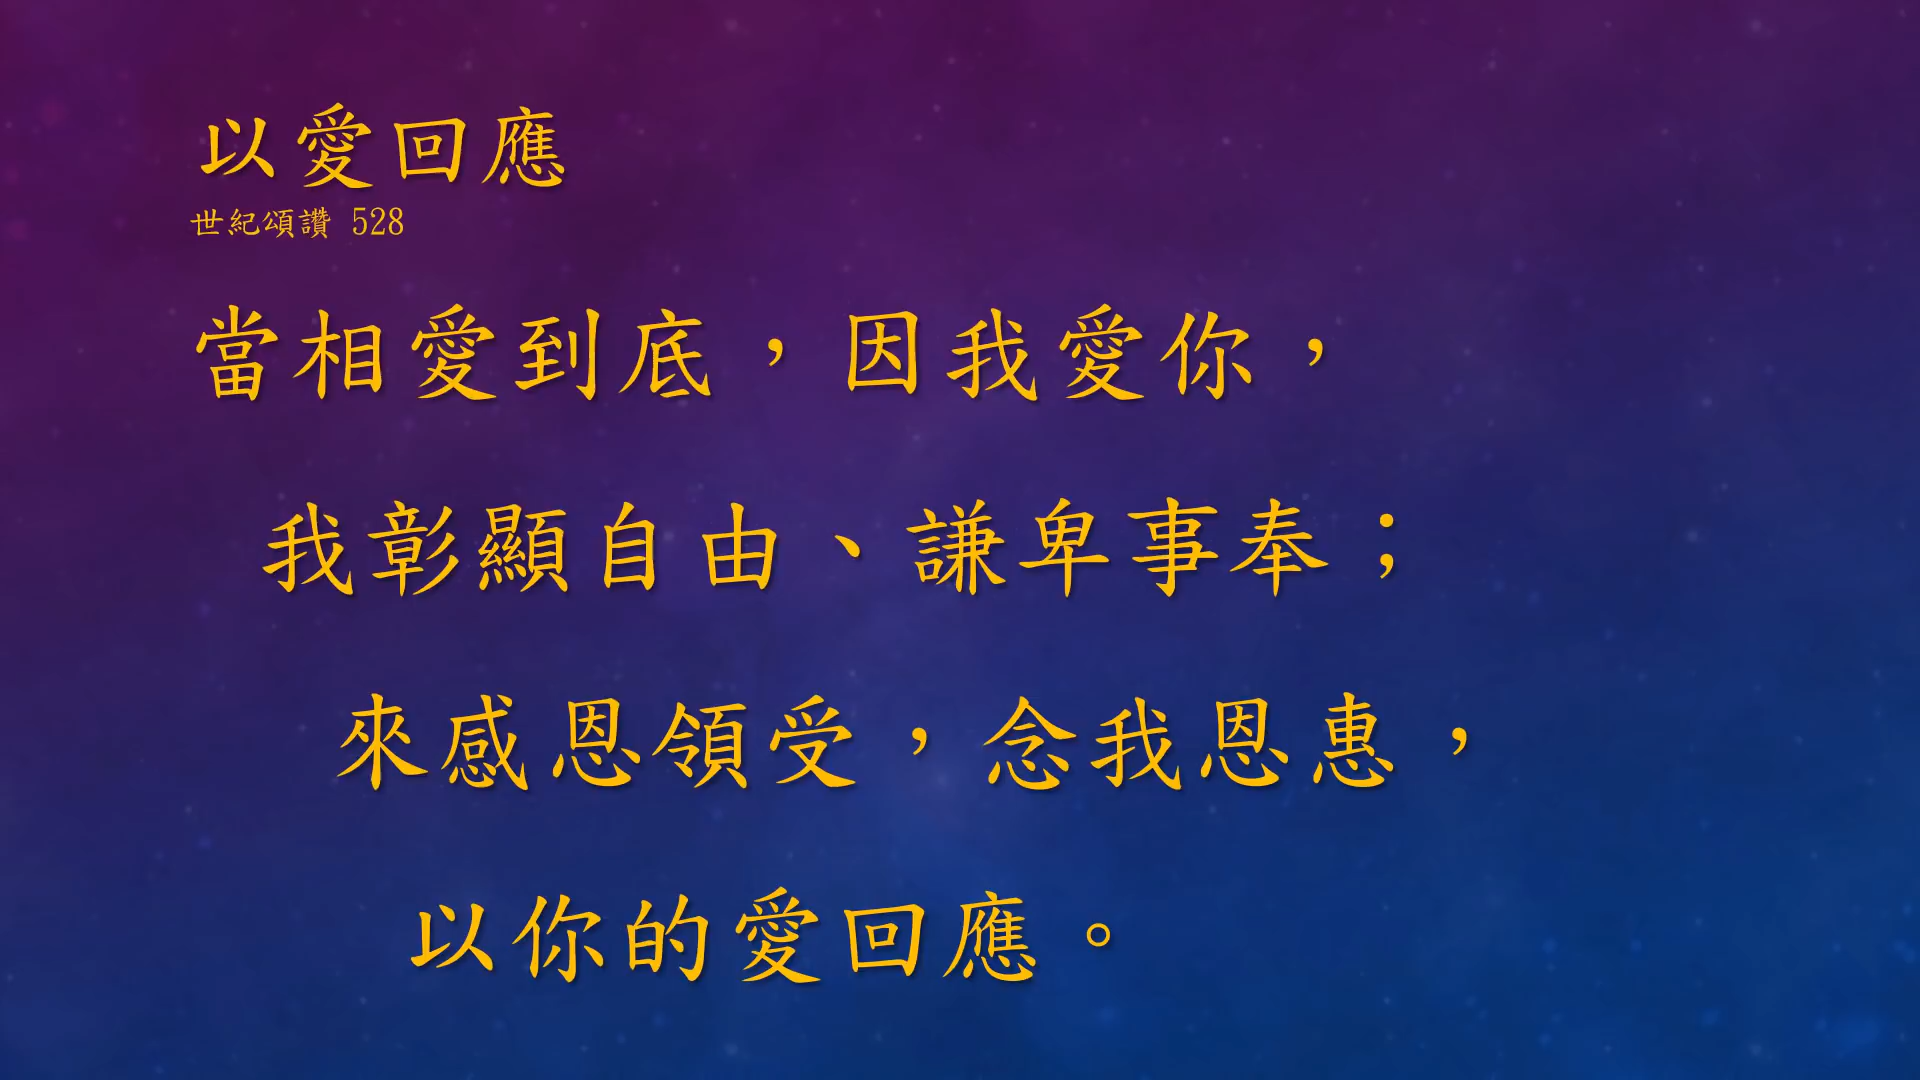 以愛回應
世紀頌讚 528
當相愛到底，因我愛你，
我彰顯自由、謙卑事奉；
來感恩領受，念我恩惠，
以你的愛回應。